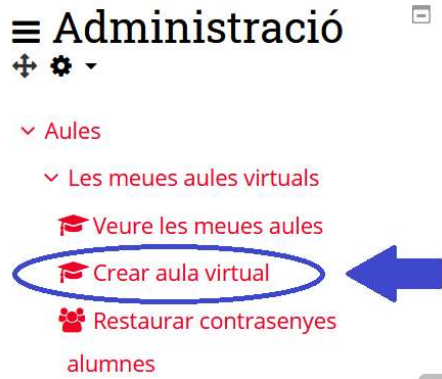 Administració
Aules
Les meues aules virtuals
Veure les meues aules
Crear aula virtual
Restaurar contrasenyes
alumnes